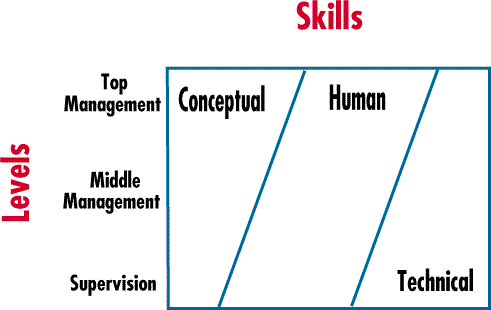 Skills
Levels
Top
Management
Conceptual
Human
Middle
Management
Supervision
Technical